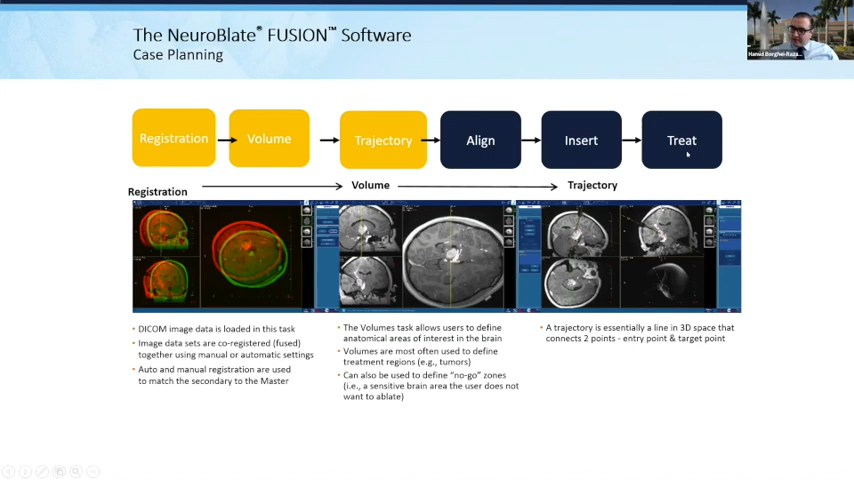 The NeuroBlate® FUSION™ Software
Case Planning
Registration
Volume
Trajectory
Align
Insert
Treat
Registration
Volume
Trajectory
• DICOM image data is loaded in this task
• Image data sets are co-registered (fused)
together using manual or automatic settings
• Auto and manual registration are used
to match the secondary to the Master
• The Volumes task allows users to define
anatomical areas of interest in the brain
• Volumes are most often used to define
treatment regions (e.g., tumors)
• Can also be used to define “no-go” zones
(i.e., a sensitive brain area the user does not
want to ablate)
• A trajectory is essentially a line in 3D space that
connects 2 points - entry point & target point